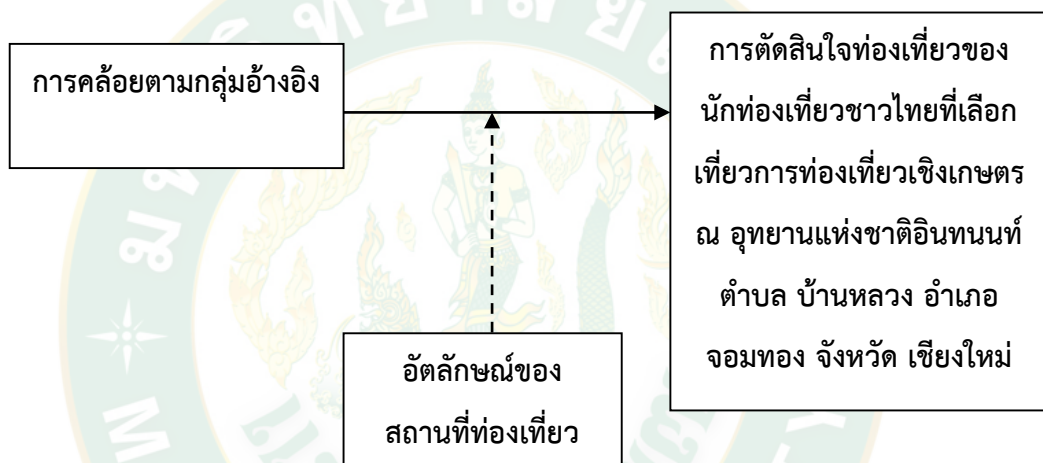 การคล้อยตามกลุ่มอ้างอิง
การตัดสินใจท่องเที่ยวของ
นักท่องเที่ยวชาวไทยที่เลือก
เที่ยวการท่องเที่ยวเชิงเกษตร
ณ อุทยานแห่งชาติอินทนนท์
ตำบล บ้านหลวง อำเภอ
จอมทอง จังหวัด เชียงใหม่
อัตลักษณ์ของ
สถานที่ท่องเที่ยว